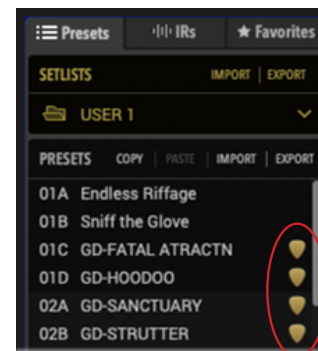 Presets IRs ★ Favorites
SETLISTS IMPORT | EXPORT
USER 1
PRESETS COPY | PASTE | IMPORT | EXPORT
01A Endless Riffage
01B Sniff the Glove
01C GD-FATAL ATRACTN
01D GD-HOODOO
02A GD-SANCTUARY
02B GD-STRUTTER